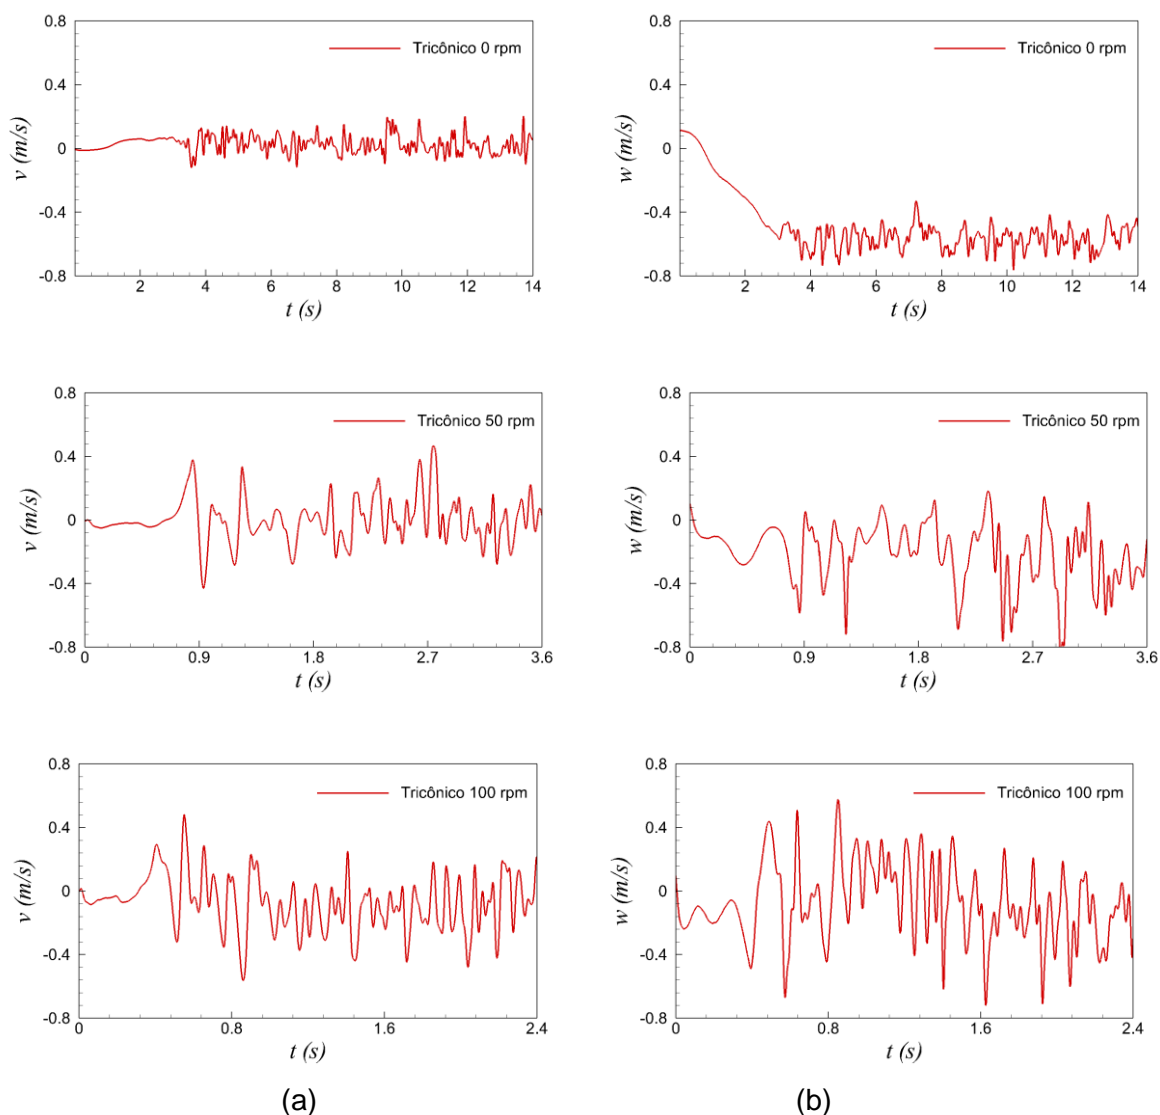 0.8
0.4
0
-0.4
-0.8
v (m/s)
Tricônico 0 rpm
2 4 6 8 10 12 14
t (s)
0.8
0.4
0
-0.4
-0.8
w (m/s)
Tricônico 0 rpm
2 4 6 8 10 12 14
t (s)
0.8
0.4
0
-0.4
-0.8
v (m/s)
Tricônico 50 rpm
0 0.9 1.8 2.7 3.6
t (s)
0.8
0.4
0
-0.4
-0.8
w (m/s)
Tricônico 50 rpm
0 0.9 1.8 2.7 3.6
t (s)
0.8
0.4
0
-0.4
-0.8
v (m/s)
Tricônico 100 rpm
0 0.8 1.6 2.4
t (s)
0.8
0.4
0
-0.4
-0.8
w (m/s)
Tricônico 100 rpm
0 0.8 1.6 2.4
t (s)
(a) (b)